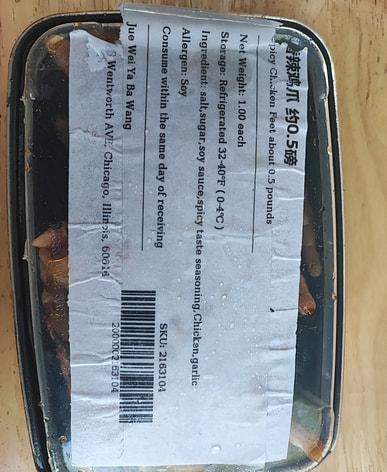 辣鸡爪 约0.5磅
picy Chicken Feet about 0.5 pounds
Net Weight: 1.00 each
Storage: Refrigerated 32-40°F ( 0-4°C )
Ingredient: salt,sugar,soy sauce,spicy taste seasoning,Chicken,garlic
Allergen: Soy
Consume within the same day of receiving
SKU: 2163104
Jue Wei Ya Ba Wang
Wentworth AVE, Chicago, Illinois,